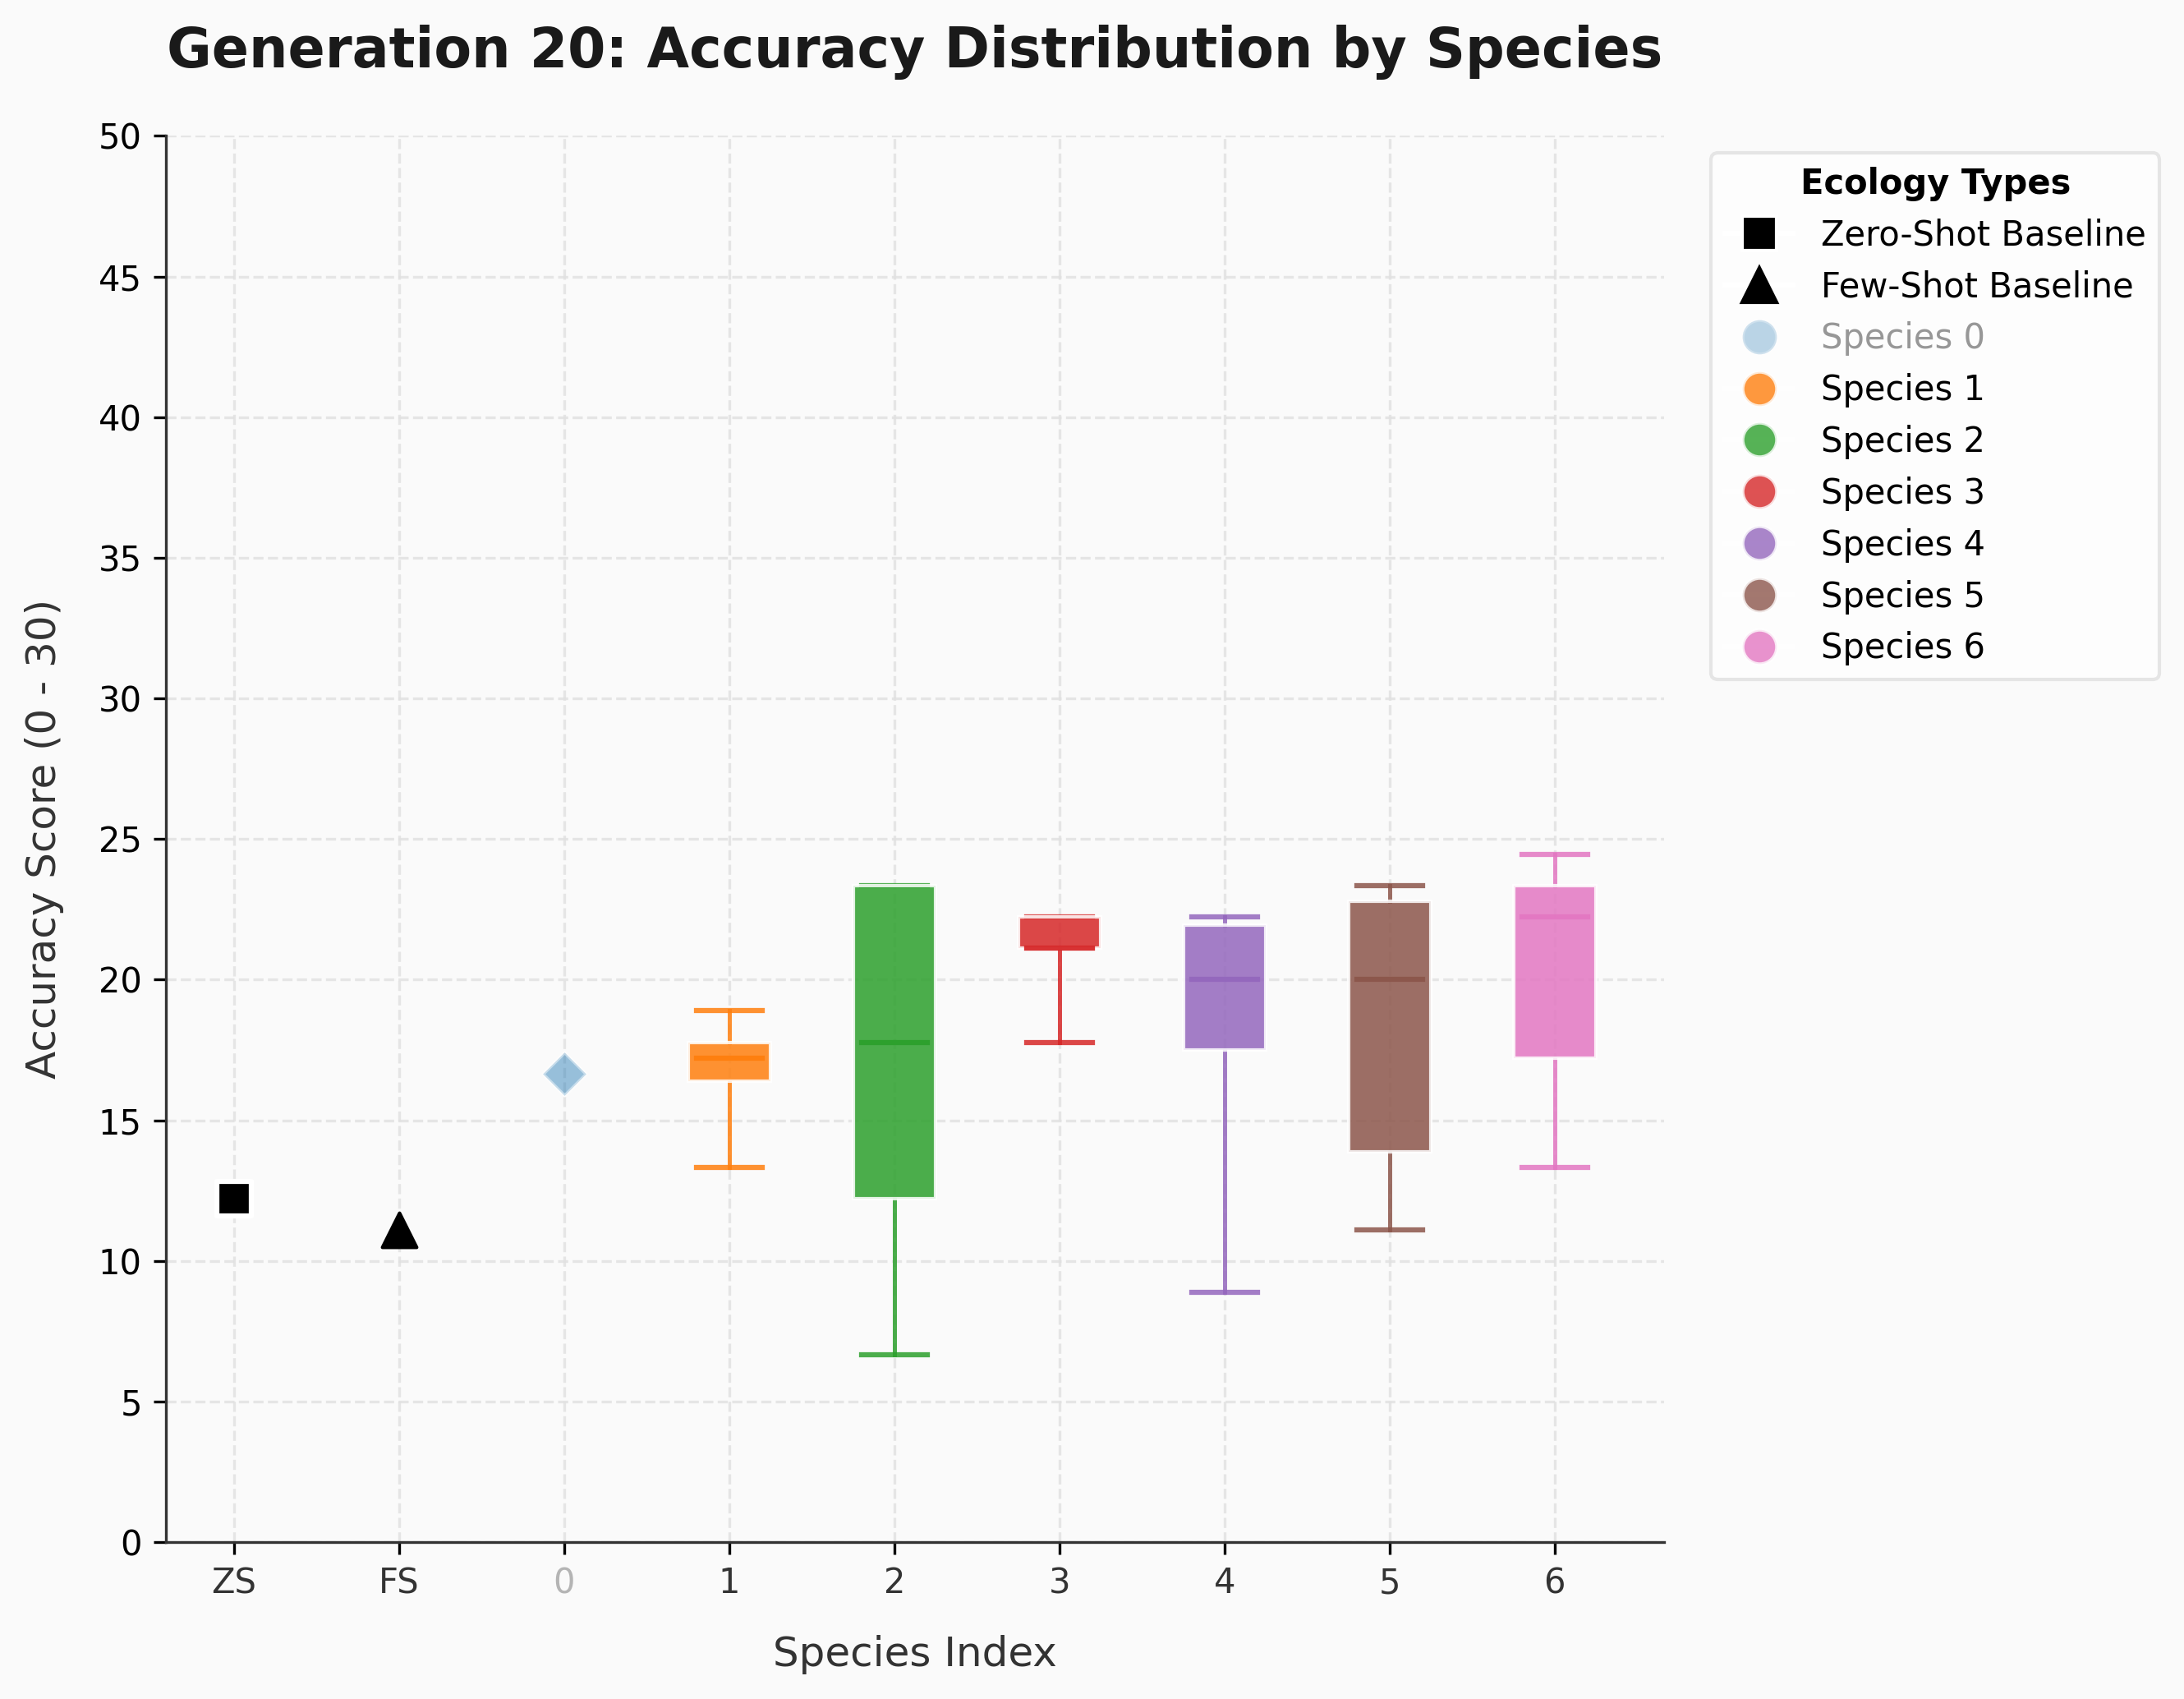 Generation 20: Accuracy Distribution by Species
50
45
40
35
30
25
20
15
10
5
0
Accuracy Score (0 - 30)
ZS
FS
0
1
2
3
4
5
6
Species Index
Ecology Types
Zero-Shot Baseline
Few-Shot Baseline
Species 0
Species 1
Species 2
Species 3
Species 4
Species 5
Species 6